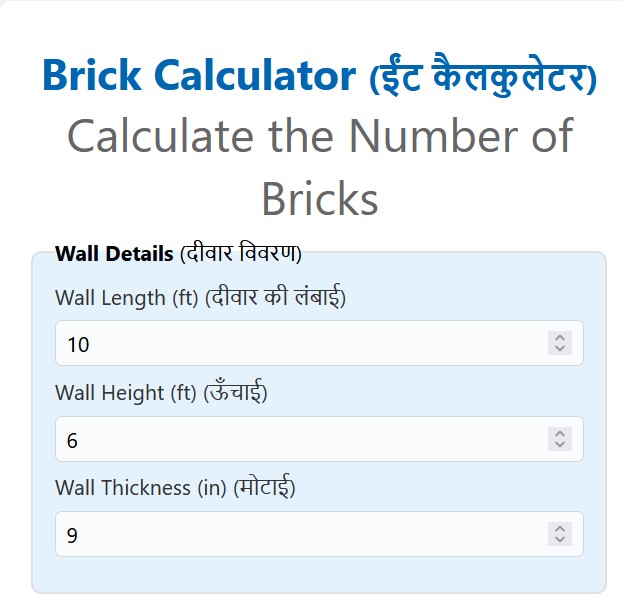 Brick Calculator (ईंट कैलकुलेटर)
Calculate the Number of
Bricks
Wall Details (दीवार विवरण)
Wall Length (ft) (दीवार की लंबाई)
10
Wall Height (ft) (ऊँचाई)
6
Wall Thickness (in) (मोटाई)
9